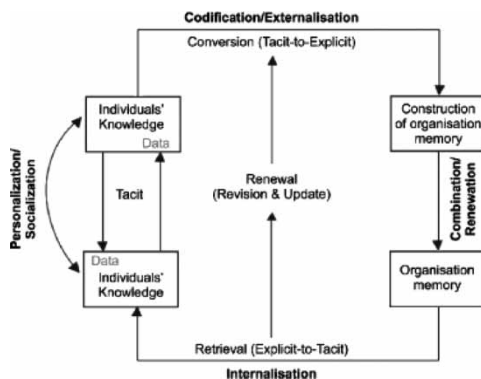 Codification/Externalisation
Conversion (Tacit-to-Explicit)
Individuals'
Knowledge
Data
Construction
of organisation
memory
Personalization/
Socialization
Tacit
Renewal
(Revision & Update)
Combination/
Renewation
Data
Individuals'
Knowledge
Organisation
memory
Retrieval (Explicit-to-Tacit)
Internalisation